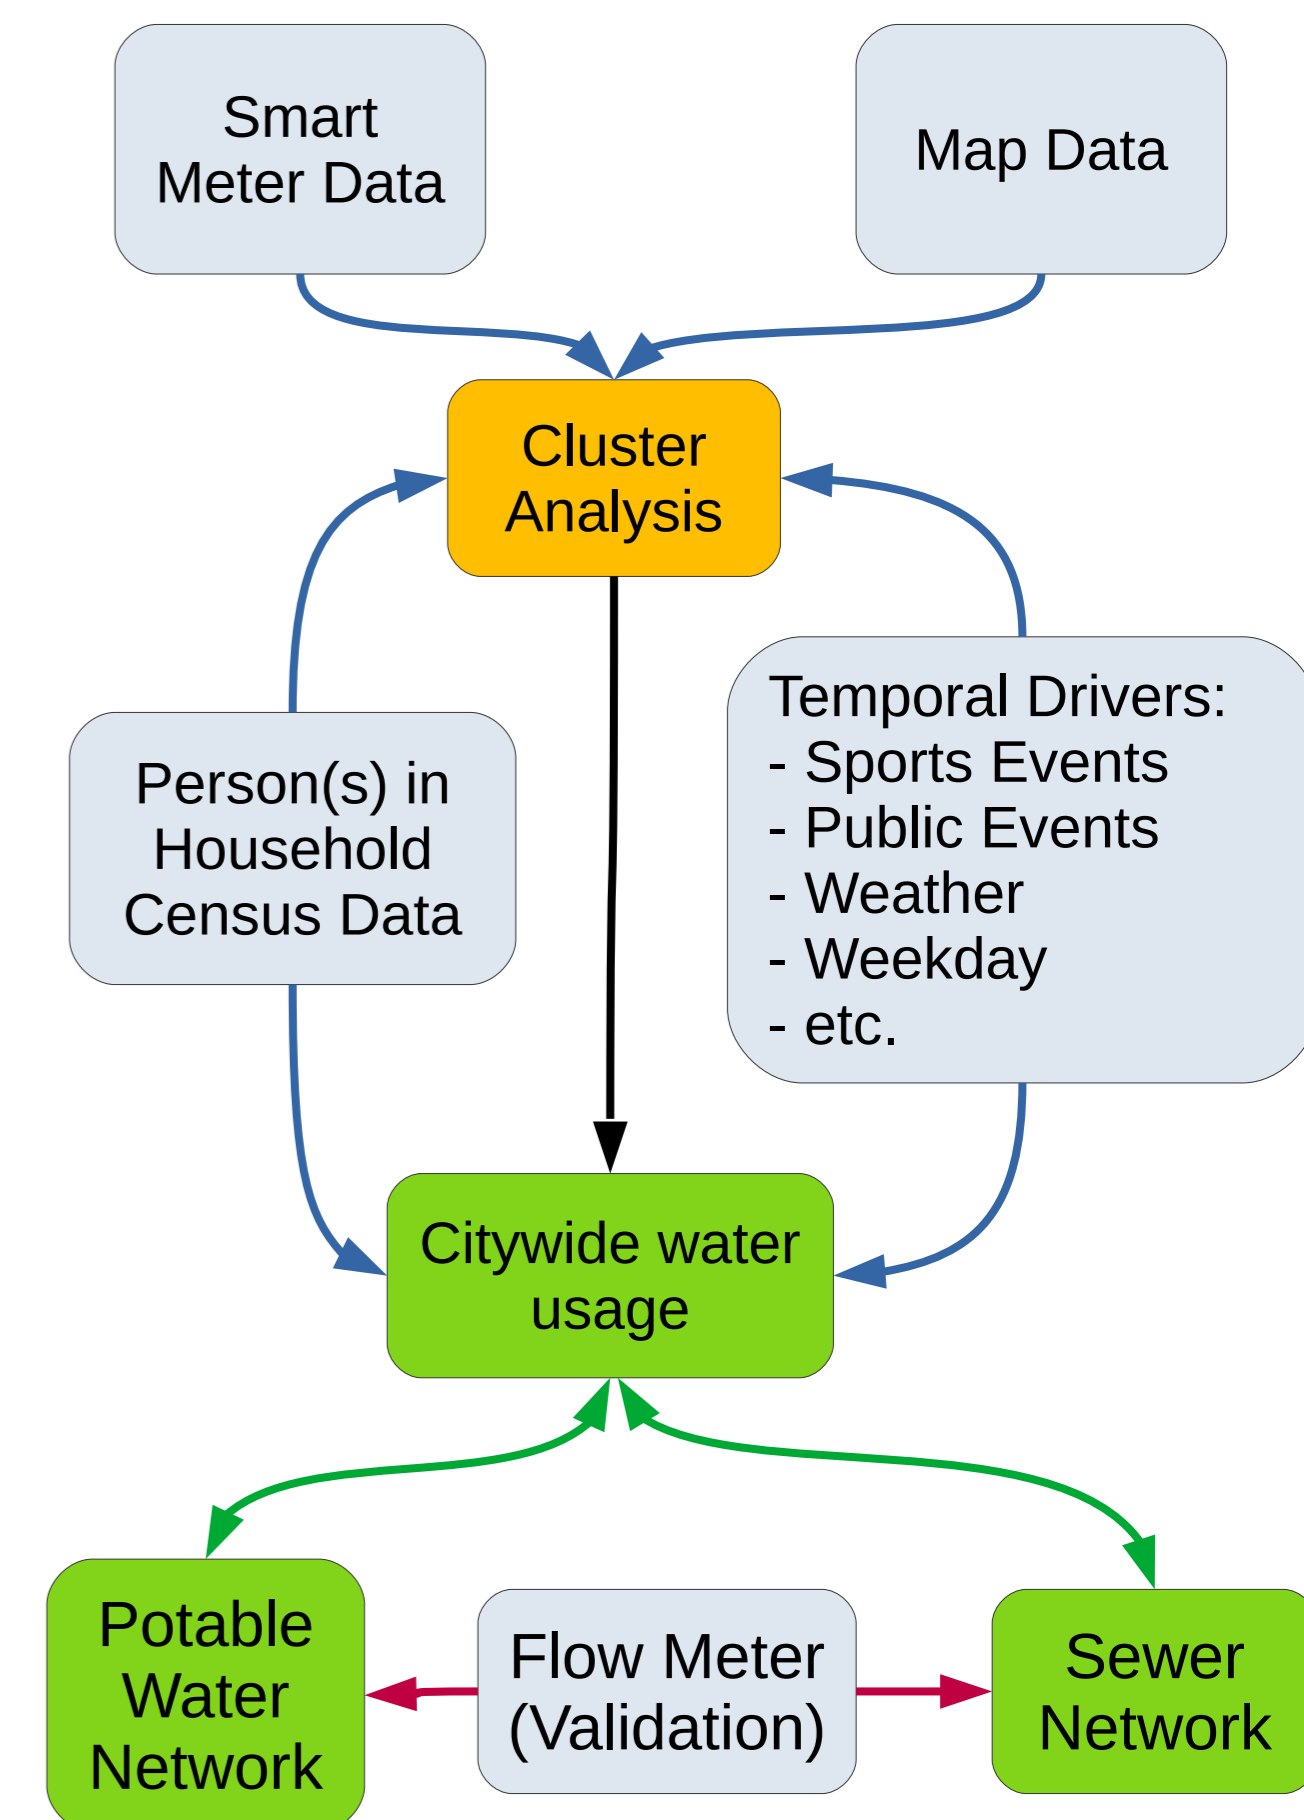 Smart
Meter Data
Map Data
Cluster
Analysis
Person(s) in
Household
Census Data
Temporal Drivers:
- Sports Events
- Public Events
- Weather
- Weekday
- etc.
Citywide water
usage
Potable
Water
Network
Flow Meter
(Validation)
Sewer
Network